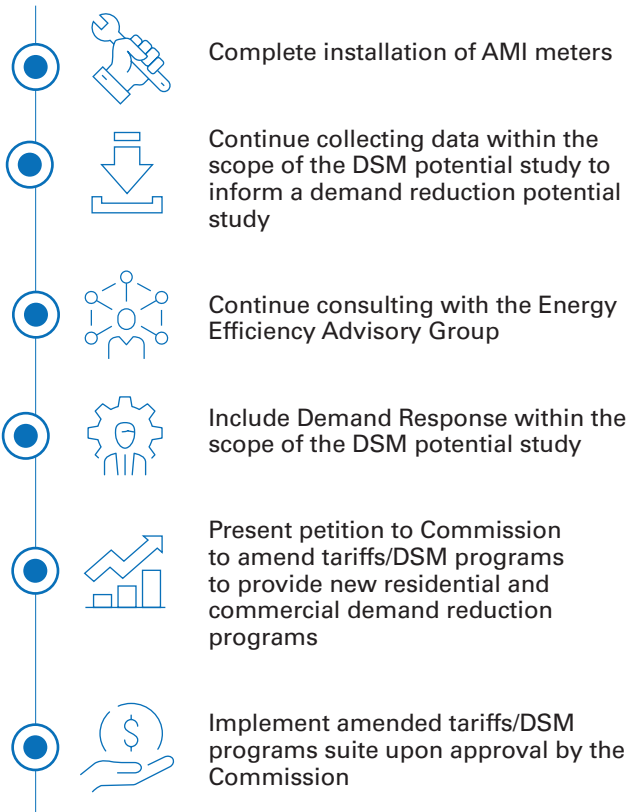 Complete installation of AMI meters
Continue collecting data within the
scope of the DSM potential study to
inform a demand reduction potential
study
Continue consulting with the Energy
Efficiency Advisory Group
Include Demand Response within the
scope of the DSM potential study
Present petition to Commission
to amend tariffs/DSM programs
to provide new residential and
commercial demand reduction
programs
$
Implement amended tariffs/DSM
programs suite upon approval by the
Commission